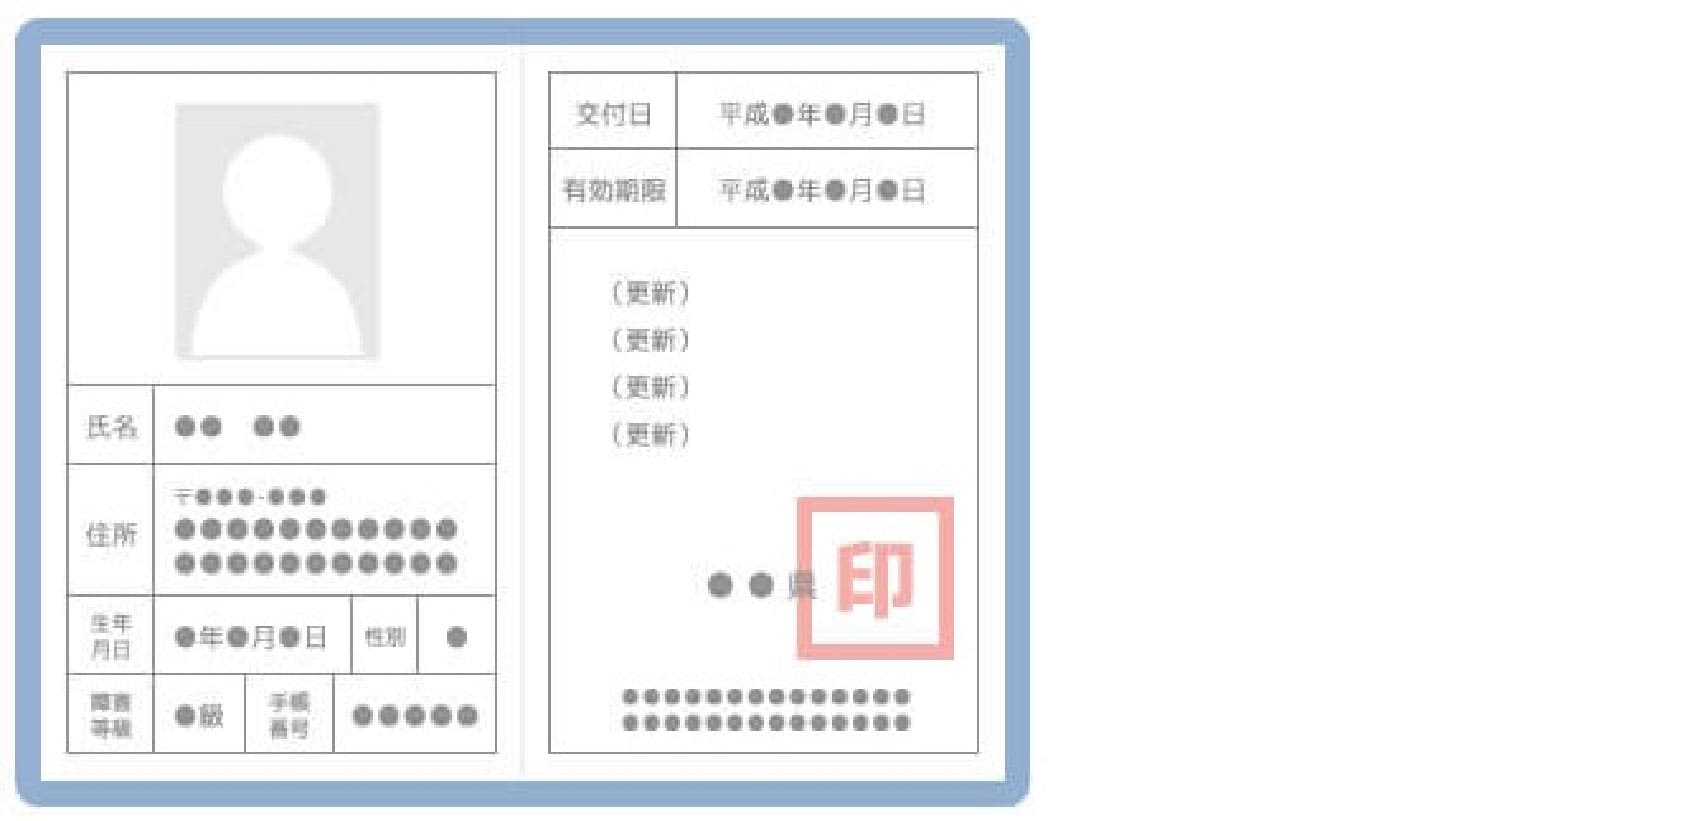 氏名 ●● ●●
住所 〒●●●-●●●
●●●●●●●●●●●
●●●●●●●●●●●
生年月日 ●年●月●日 性別 ●
障害等級 ●級 手帳番号 ●●●●●
交付日 平成●年●月●日
有効期限 平成●年●月●日
（更新）
（更新）
（更新）
（更新）
●●県 印
●●●●●●●●●●●●●●
●●●●●●●●●●●●●●